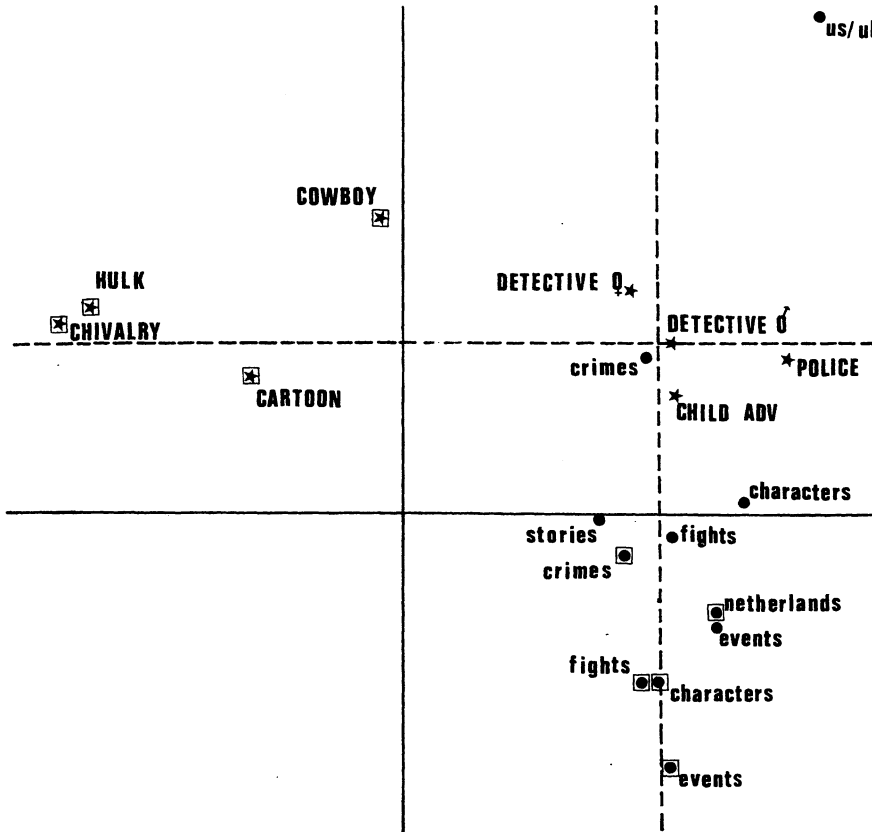 us/
COWBOY
HULK
DETECTIVE ♀
CHIVALRY
DETECTIVE ♂
crimes
POLICE
CARTOON
CHILD ADV
characters
stories
fights
crimes
netherlands
events
fights
characters
events